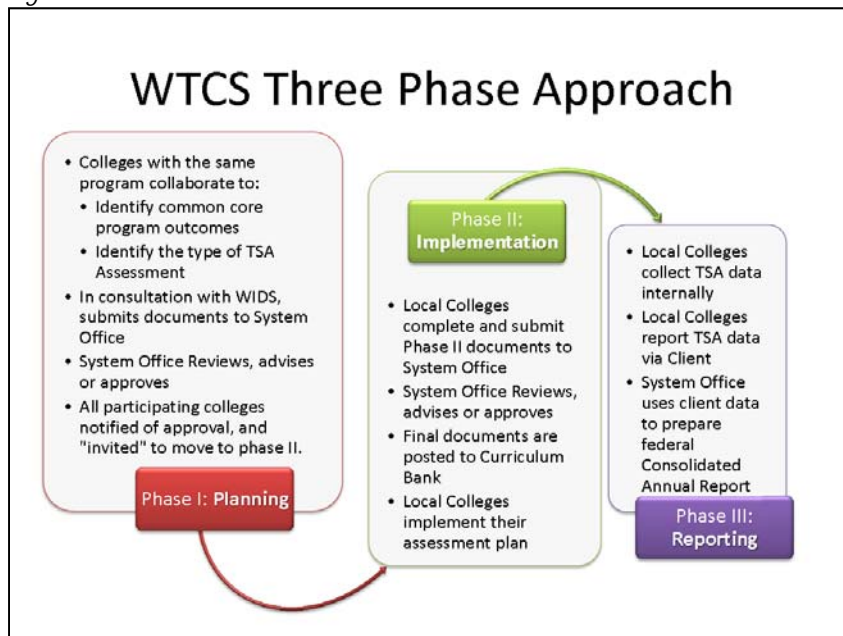 WTCS Three Phase Approach
• Colleges with the same
program collaborate to:
• Identify common core
program outcomes
• Identify the type of TSA
Assessment
• In consultation with WIDS,
submits documents to System
Office
• System Office Reviews, advises
or approves
• All participating colleges
notified of approval, and
"invited" to move to phase II.
Phase I: Planning
Phase II:
Implementation
• Local Colleges
complete and submit
Phase II documents to
System Office
• System Office Reviews,
advises or approves
• Final documents are
posted to Curriculum
Bank
• Local Colleges
implement their
assessment plan
• Local Colleges
collect TSA data
internally
• Local Colleges
report TSA data
via Client
• System Office
uses client data
to prepare
federal
Consolidated
Annual Report
Phase III:
Reporting